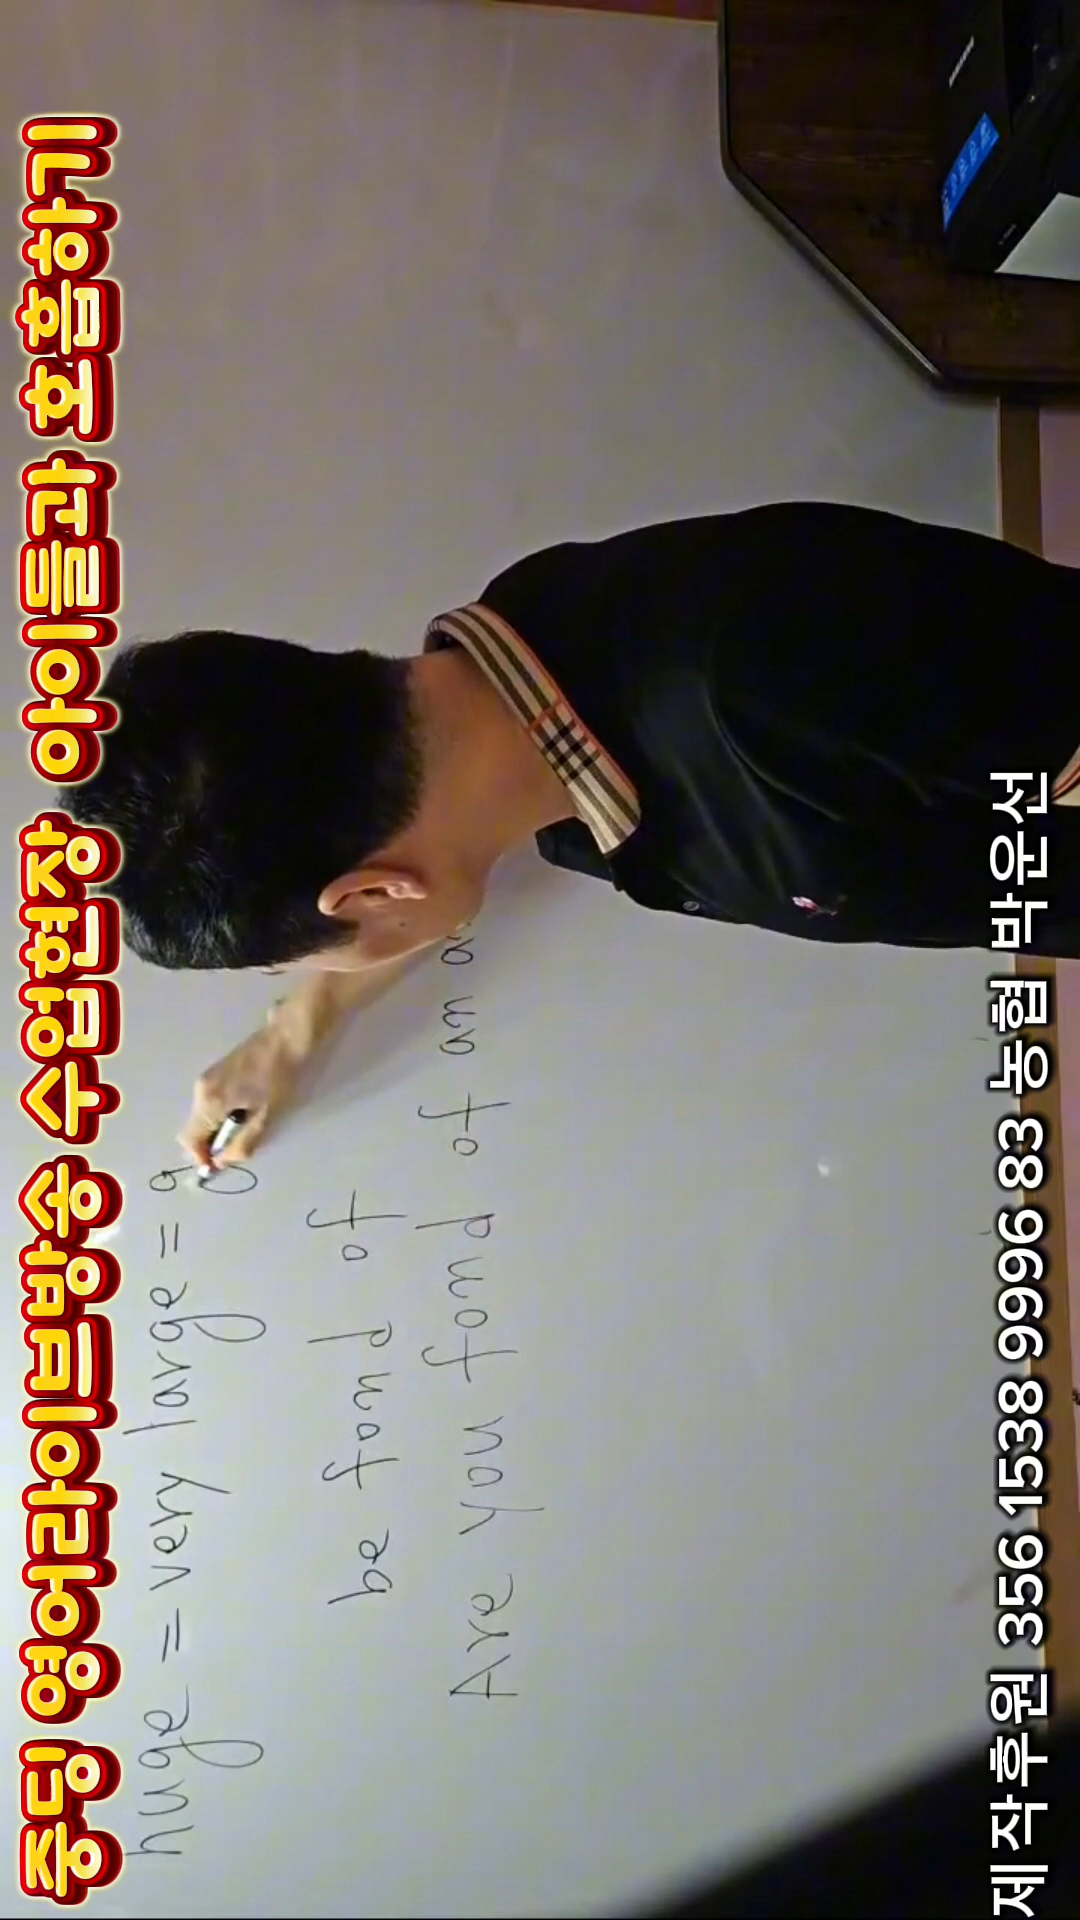 중딩 영어라이브방송 수업현장 아이들과 호흡하기
huge = very large = g
be fond of
Are you fond of an
제작후원 356 1538 9996 83 농협 박운선